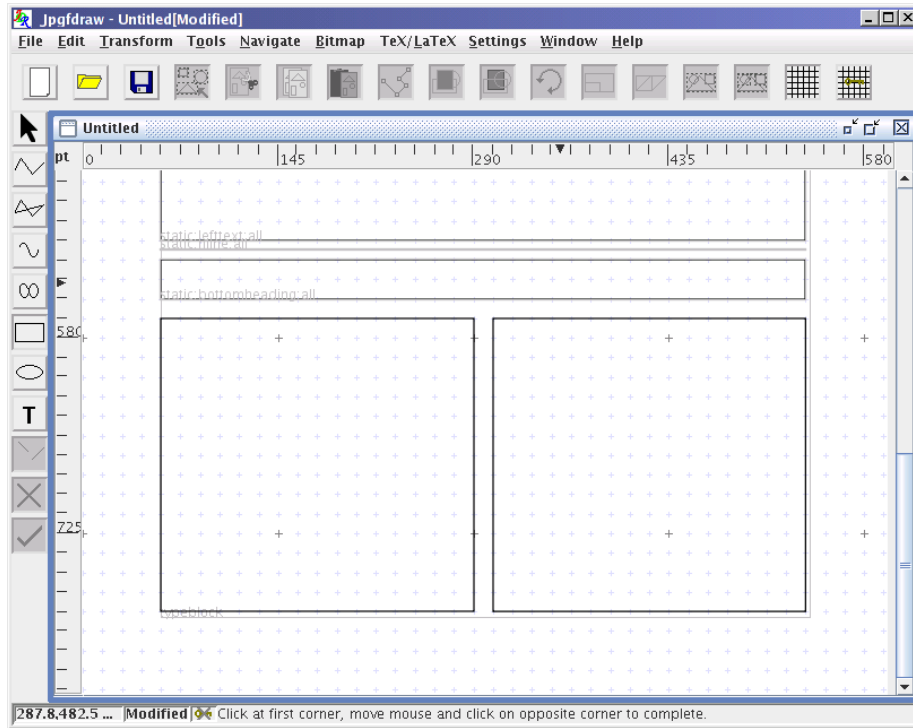 Jpgfdraw - Untitled[Modified]
File Edit Transform Tools Navigate Bitmap TeX/LaTeX Settings Window Help
Untitled
pt 0 145 290 435 580
static:lefttext:all
static:hline:all
static:bottomheading:all
580
T
725
typeblock
287.8,482.5 ... Modified Click at first corner, move mouse and click on opposite corner to complete.